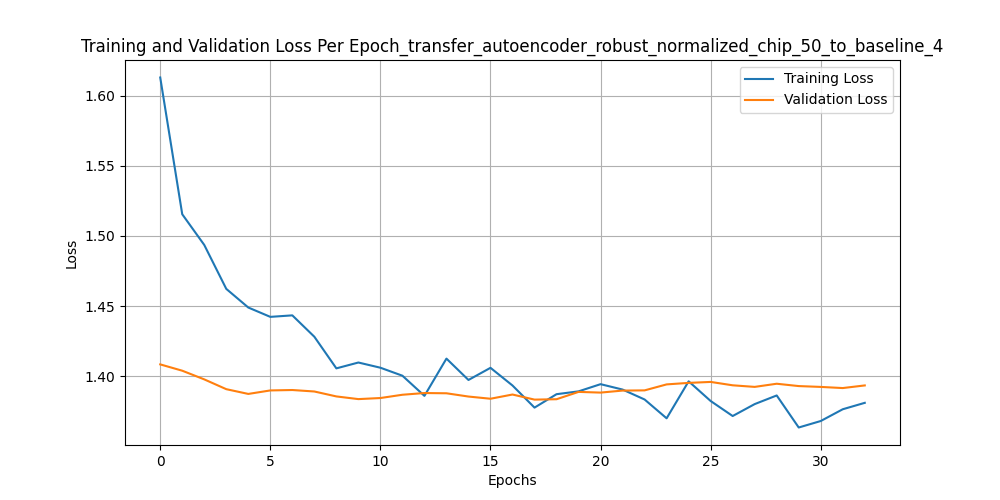 Training and Validation Loss Per Epoch_transfer_autoencoder_robust_normalized_chip_50_to_baseline_4
Training Loss
Validation Loss
1.60
1.55
1.50
1.45
1.40
Loss
0 5 10 15 20 25 30
Epochs